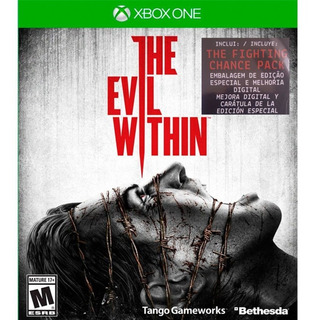 XBOX ONE
THE
EVIL
WITHIN
INCLUI: / INCLUYE:
THE FIGHTING
CHANCE PACK
EMBALAGEM DE EDIÇÃO
ESPECIAL E MELHORIA
DIGITAL
MEJORA DIGITAL Y
CARÁTULA DE LA
EDICIÓN ESPECIAL
MATURE 17+
M
ESRB
Tango Gameworks
Bethesda